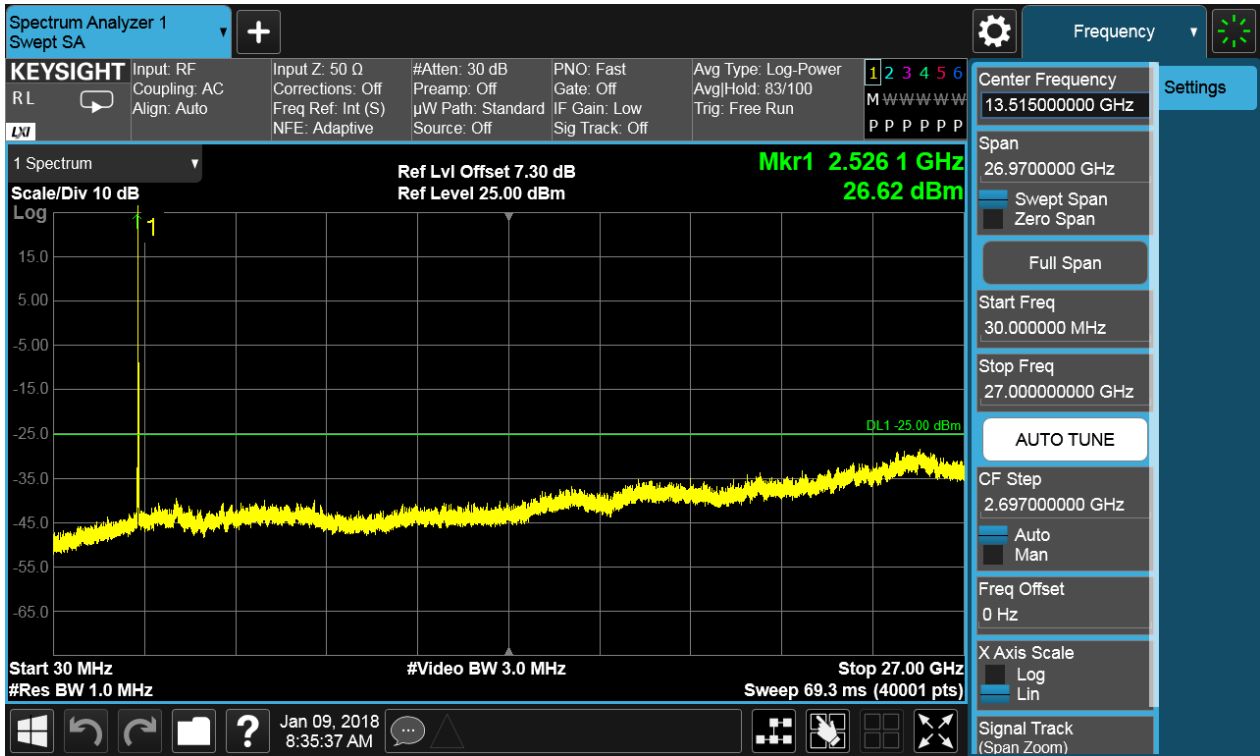 Spectrum Analyzer 1
Swept SA
+
Frequency
KEYSIGHT
R L
LXI
Input: RF
Coupling: AC
Align: Auto
Input Z: 50 Ω
Corrections: Off
Freq Ref: Int (S)
NFE: Adaptive
#Atten: 30 dB
Preamp: Off
µW Path: Standard
Source: Off
PNO: Fast
Gate: Off
IF Gain: Low
Sig Track: Off
Avg Type: Log-Power
Avg|Hold: 83/100
Trig: Free Run
1 2 3 4 5 6
M W W W W W
P P P P P P
1 Spectrum
Scale/Div 10 dB
Log
Ref Lvl Offset 7.30 dB
Ref Level 25.00 dBm
Mkr1 2.526 1 GHz
26.62 dBm
1
15.0
5.00
-5.00
-15.0
-25.0
-35.0
-45.0
-55.0
-65.0
DL1 -25.00 dBm
Start 30 MHz
#Res BW 1.0 MHz
#Video BW 3.0 MHz
Stop 27.00 GHz
Sweep 69.3 ms (40001 pts)
Center Frequency
13.515000000 GHz
Span
26.9700000 GHz
Swept Span
Zero Span
Full Span
Start Freq
30.000000 MHz
Stop Freq
27.000000000 GHz
AUTO TUNE
CF Step
2.697000000 GHz
Auto
Man
Freq Offset
0 Hz
X Axis Scale
Log
Lin
Signal Track
(Span Zoom)
Settings
?
Jan 09, 2018
8:35:37 AM